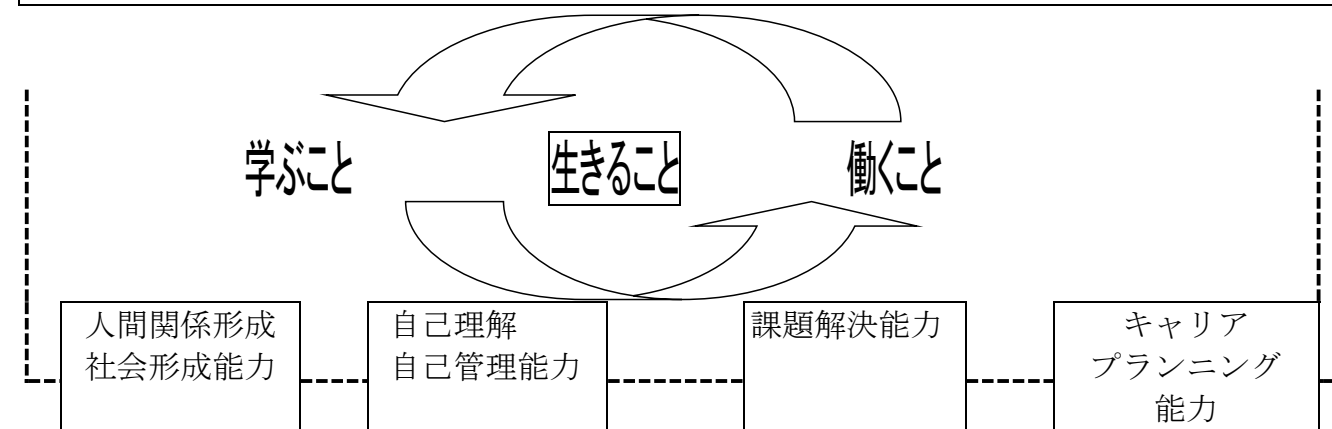 学ぶこと
生きること
働くこと
人間関係形成
社会形成能力
自己理解
自己管理能力
課題解決能力
キャリア
プランニング
能力